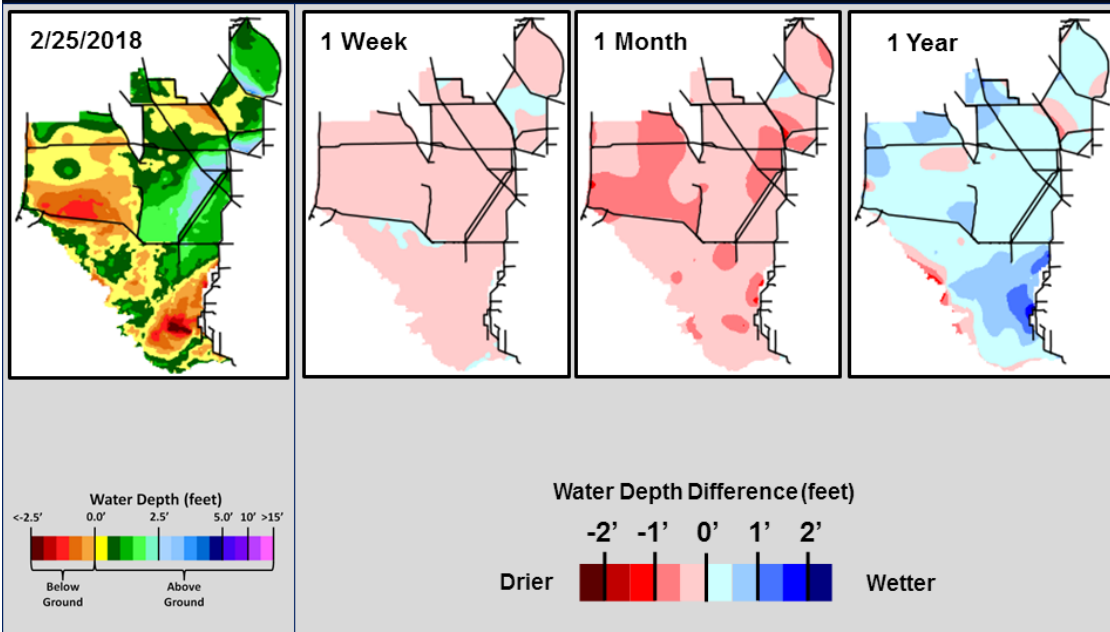 2/25/2018
1 Week
1 Month
1 Year
Water Depth (feet)
<-2.5' 0.0' 2.5' 5.0' 10' >15'
Below
Ground
Above
Ground
Water Depth Difference (feet)
-2' -1' 0' 1' 2'
Drier
Wetter